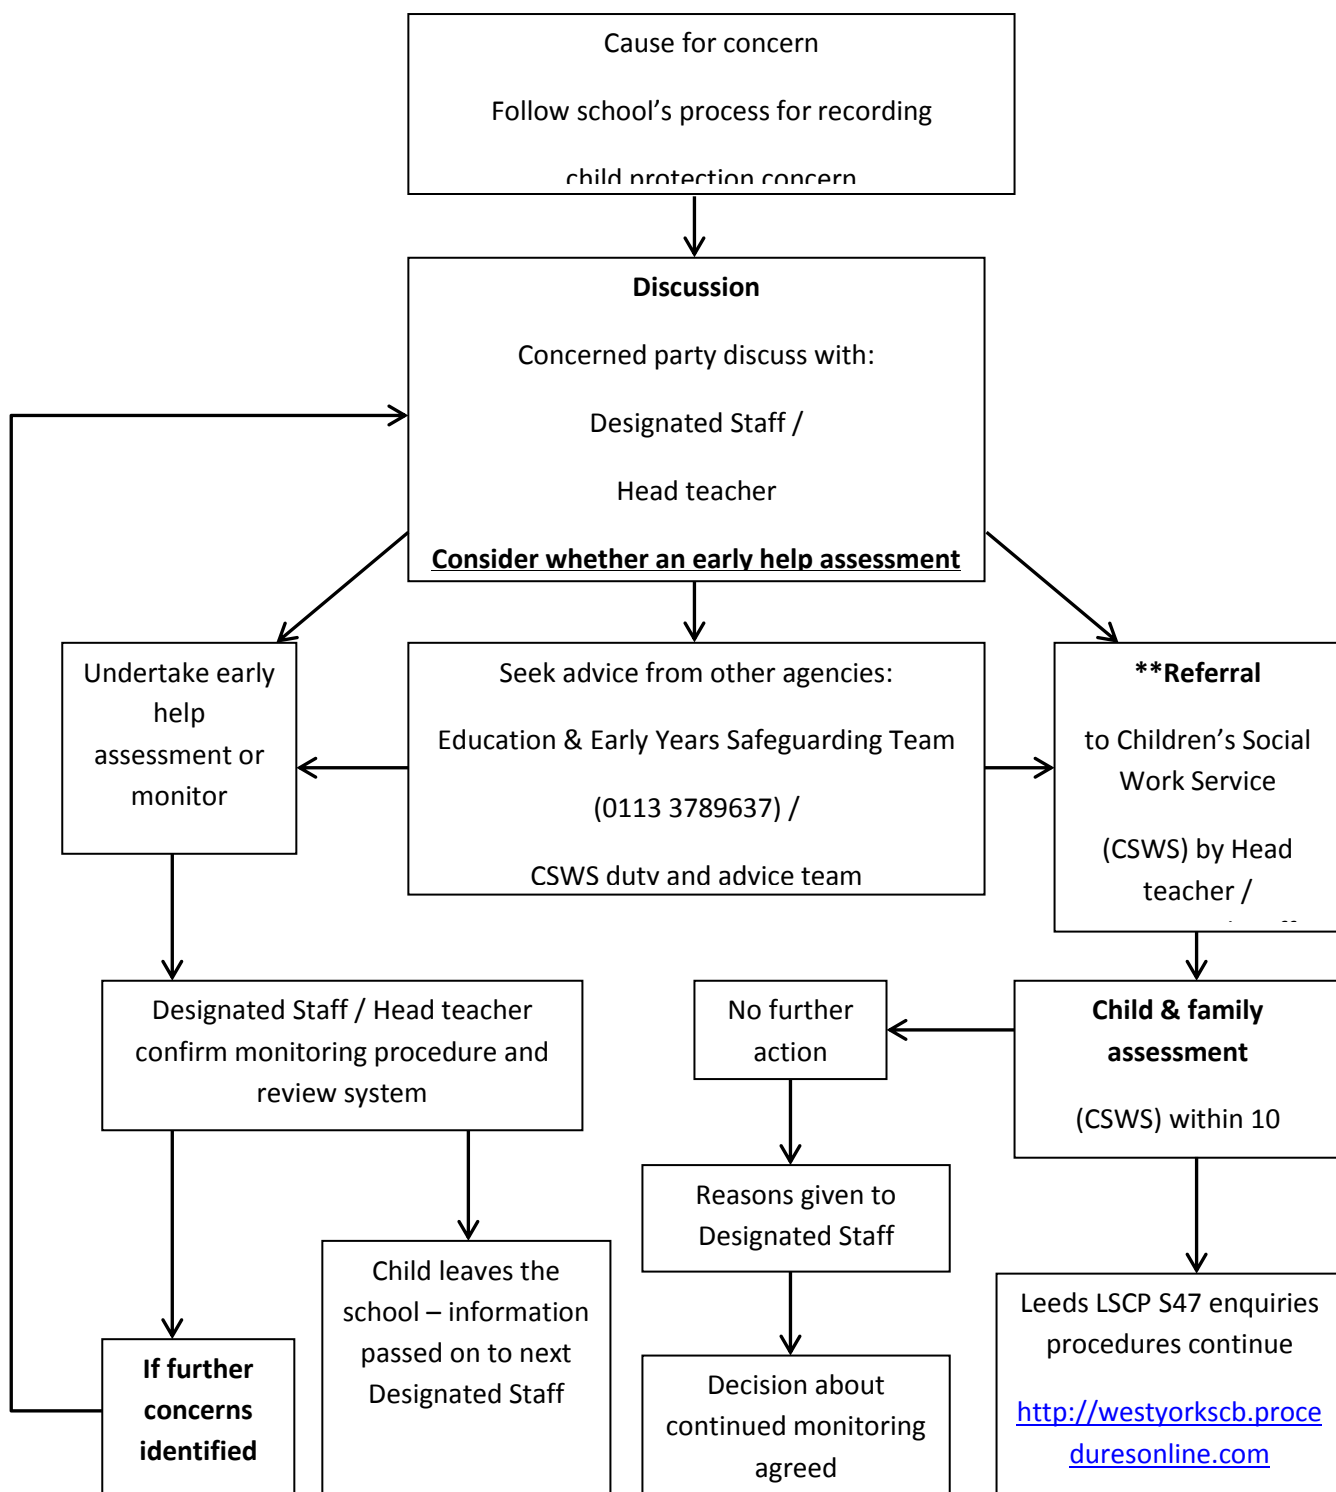 Cause for concern
Follow school’s process for recording
child protection concern
Discussion
Concerned party discuss with:
Designated Staff /
Head teacher
Consider whether an early help assessment
Undertake early
help
assessment or
monitor
Seek advice from other agencies:
Education & Early Years Safeguarding Team
(0113 3789637) /
CSWS duty and advice team
**Referral
to Children’s Social
Work Service
(CSWS) by Head
teacher /
Designated Staff / Head teacher
confirm monitoring procedure and
review system
No further
action
Child & family
assessment
(CSWS) within 10
Reasons given to
Designated Staff
Child leaves the
school – information
passed on to next
Designated Staff
If further
concerns
identified
Decision about
continued monitoring
agreed
Leeds LSCP S47 enquiries
procedures continue
http://westyorkscb.proce
duresonline.com